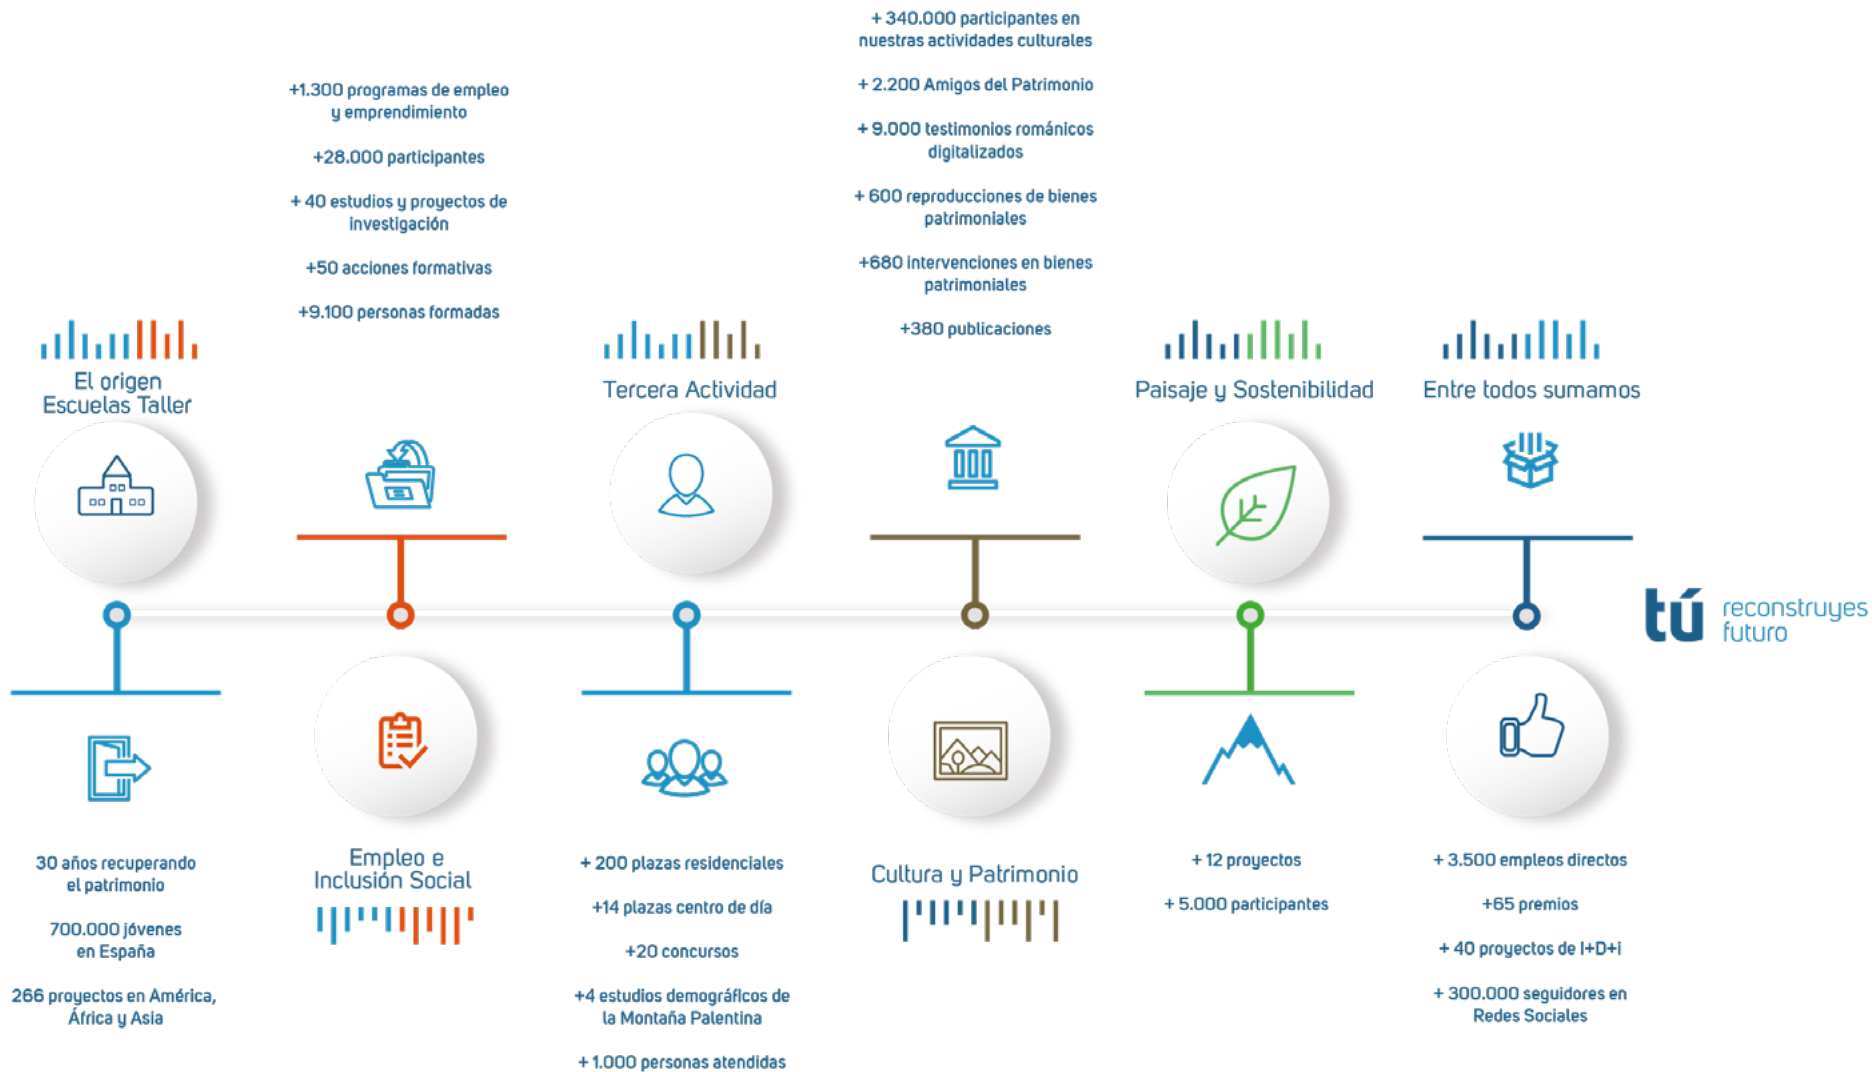 El origen
Escuelas Taller
30 años recuperando
el patrimonio
700.000 jóvenes
en España
266 proyectos en América,
África y Asia
+1.300 programas de empleo
y emprendimiento
+28.000 participantes
+ 40 estudios y proyectos de
investigación
+50 acciones formativas
+9.100 personas formadas
Empleo e
Inclusión Social
Tercera Actividad
+ 200 plazas residenciales
+14 plazas centro de día
+20 concursos
+4 estudios demográficos de
la Montaña Palentina
+ 1.000 personas atendidas
+ 340.000 participantes en
nuestras actividades culturales
+ 2.200 Amigos del Patrimonio
+ 9.000 testimonios románicos
digitalizados
+ 600 reproducciones de bienes
patrimoniales
+680 intervenciones en bienes
patrimoniales
+380 publicaciones
Cultura y Patrimonio
Paisaje y Sostenibilidad
+ 12 proyectos
+ 5.000 participantes
Entre todos sumamos
+ 3.500 empleos directos
+65 premios
+ 40 proyectos de I+D+i
+ 300.000 seguidores en
Redes Sociales
tú reconstruyes
futuro